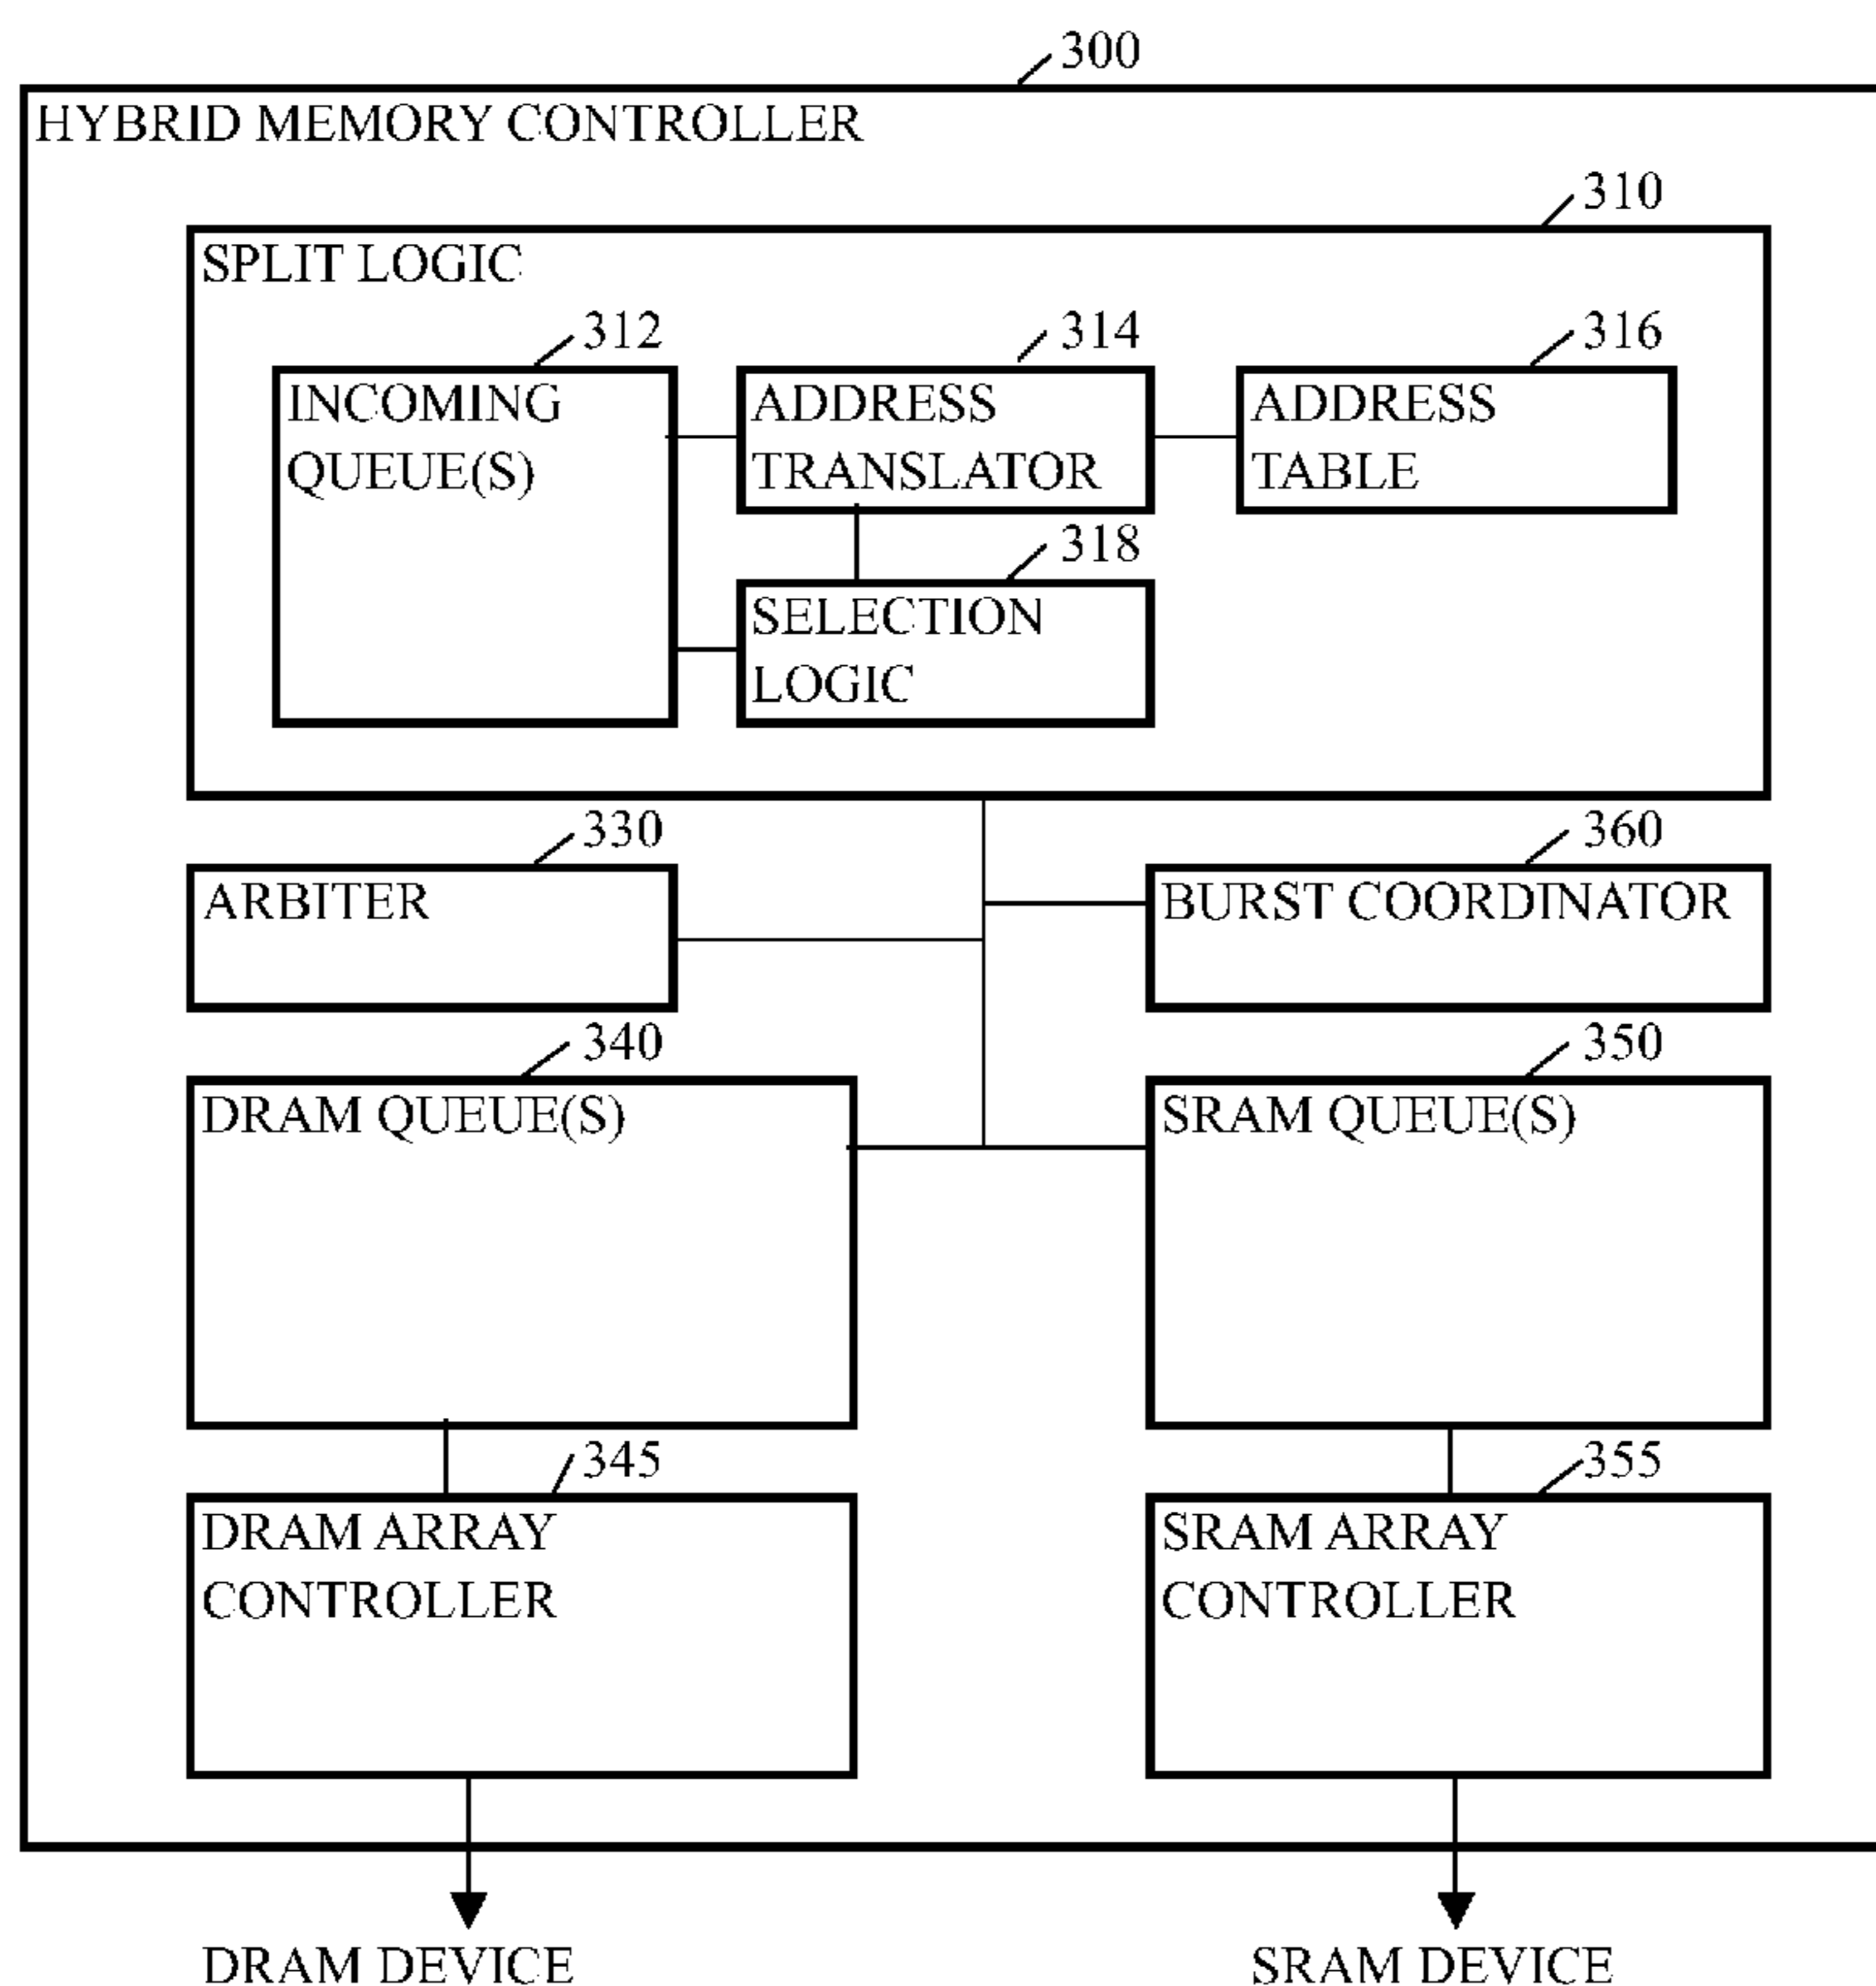 300
HYBRID MEMORY CONTROLLER
310
SPLIT LOGIC
312
314
316
INCOMING
QUEUE(S)
ADDRESS
TRANSLATOR
ADDRESS
TABLE
318
SELECTION
LOGIC
330
360
ARBITER
BURST COORDINATOR
340
350
DRAM QUEUE(S)
SRAM QUEUE(S)
345
355
DRAM ARRAY
CONTROLLER
SRAM ARRAY
CONTROLLER
DRAM DEVICE
SRAM DEVICE